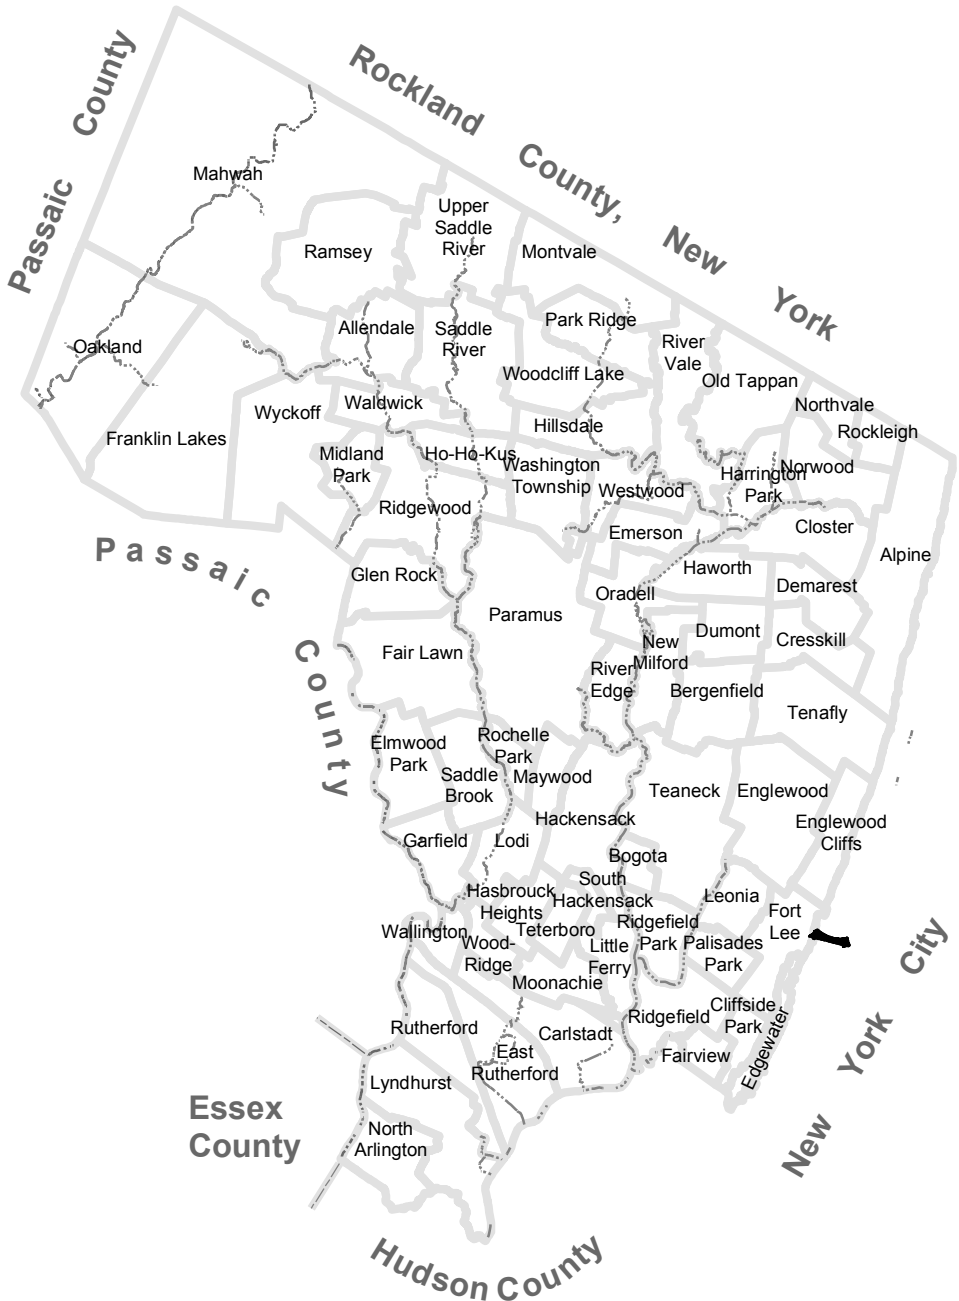 Passaic County
Rockland County, New York
Mahwah
Upper
Saddle
River
Ramsey
Montvale
Park Ridge
Allendale
Saddle
River
River
Vale
Oakland
Woodcliff Lake
Old Tappan
Wyckoff
Waldwick
Northvale
Franklin Lakes
Hillsdale
Rockleigh
Midland
Park
Ho-Ho-Kus
Washington
Township
Harrington
Park
Norwood
Westwood
Ridgewood
Emerson
Closter
Alpine
Passaic County
Glen Rock
Haworth
Demarest
Oradell
Paramus
Dumont
Cresskill
New
Milford
Fair Lawn
River
Edge
Bergenfield
Tenafly
Elmwood
Park
Rochelle
Park
Saddle
Brook
Maywood
Teaneck
Englewood
Hackensack
Englewood
Cliffs
Garfield
Lodi
Bogota
South
Hackensack
Hasbrouck
Heights
Leonia
Fort
Lee
Wallington
Teterboro
Ridgefield
Park
Palisades
Park
Wood-
Ridge
Little
Ferry
Moonachie
New York City
Cliffside
Park
Ridgefield
Rutherford
Carlstadt
Edgewater
East
Rutherford
Fairview
Lyndhurst
Essex
County
North
Arlington
Hudson County